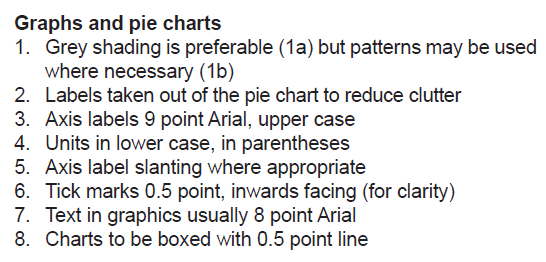 Graphs and pie charts
1. Grey shading is preferable (1a) but patterns may be used
where necessary (1b)
2. Labels taken out of the pie chart to reduce clutter
3. Axis labels 9 point Arial, upper case
4. Units in lower case, in parentheses
5. Axis label slanting where appropriate
6. Tick marks 0.5 point, inwards facing (for clarity)
7. Text in graphics usually 8 point Arial
8. Charts to be boxed with 0.5 point line